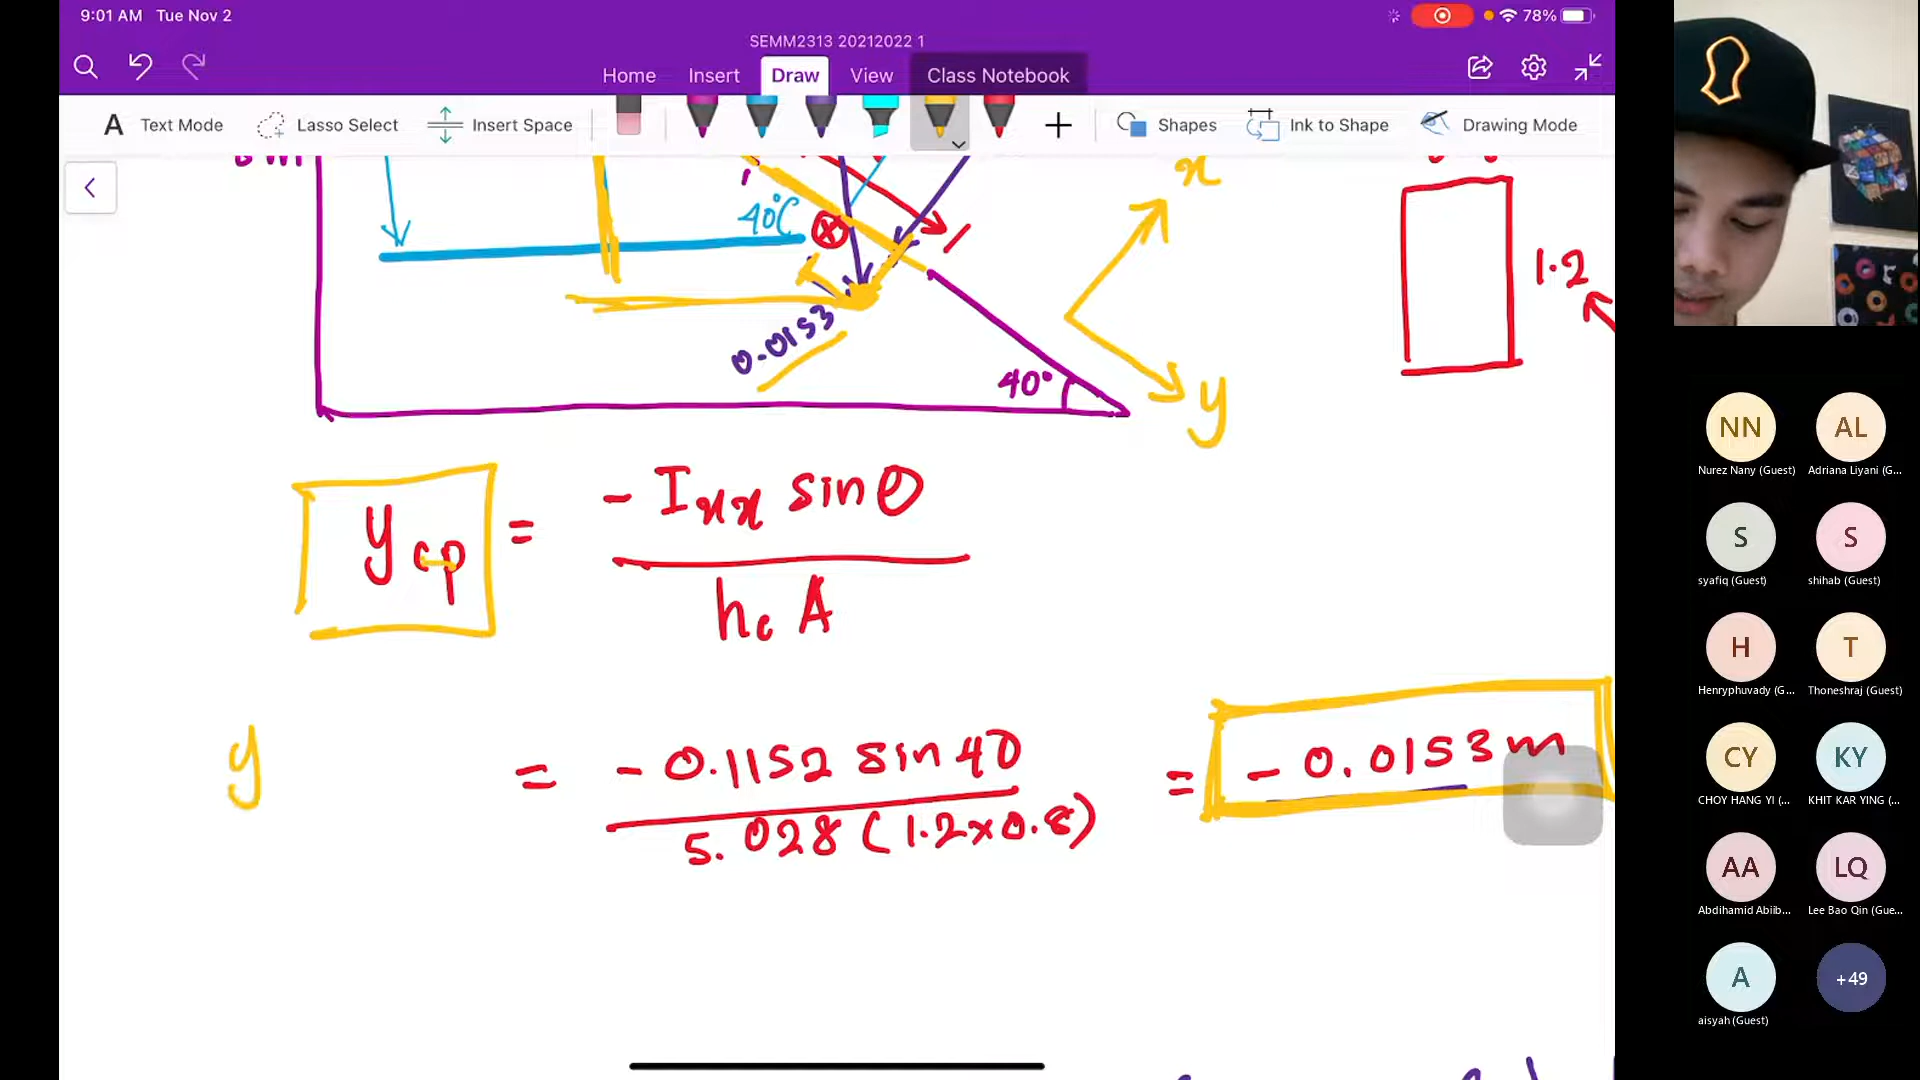 9:01 AM Tue Nov 2
78%
SEMM2313 20212022 1
Home Insert Draw View Class Notebook
A Text Mode Lasso Select Insert Space Shapes Ink to Shape Drawing Mode
x
40°C
1.2
0.0153
40°
y
ycp = - Ixx sinθ
hc A
y
= - 0.1152 sin 40
5.028 (1.2x0.8)
= - 0.0153 m
NN AL
Nurez Nany (Guest) Adriana Liyani (G...
S S
syafiq (Guest) shihab (Guest)
H T
Henryphuvady (G... Thoneshraj (Guest)
CY KY
CHOY HANG YI (... KHIT KAR YING (...
AA LQ
Abdihamid Abiib... Lee Bao Qin (Gue...
A +49
aisyah (Guest)